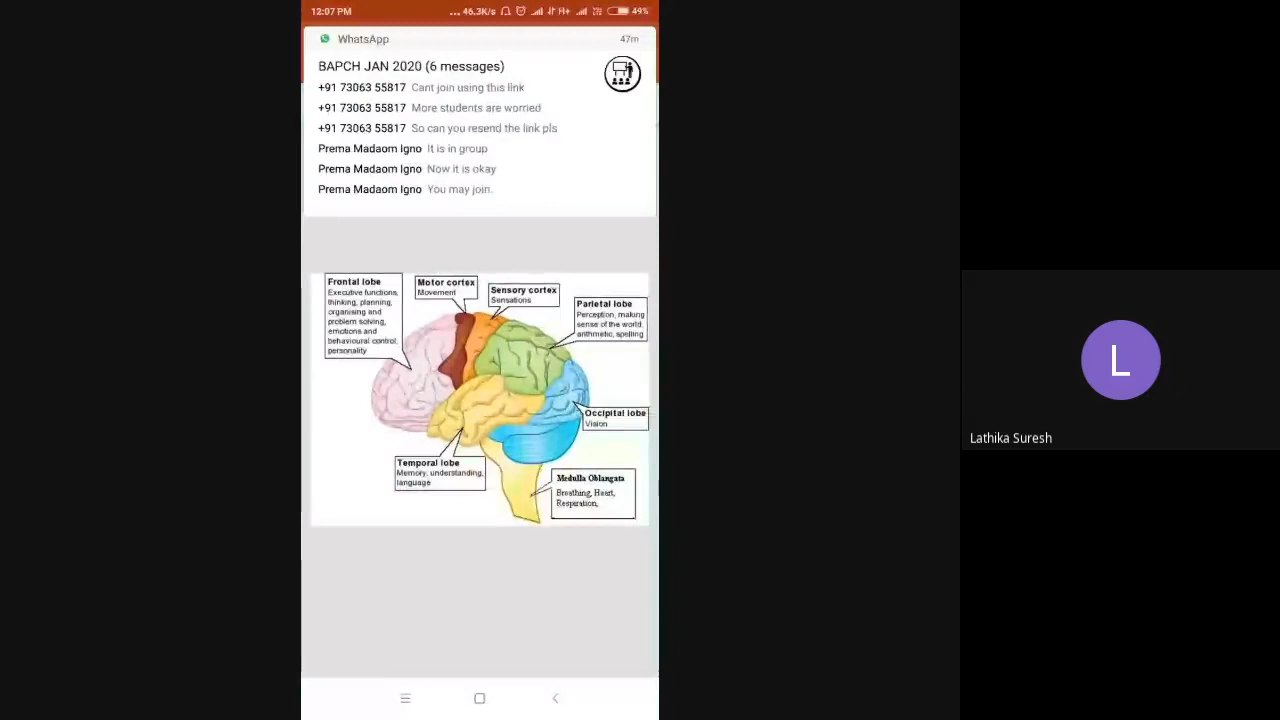 12:07 PM
... 46.3K/s
H+
49%
WhatsApp
47m
BAPCH JAN 2020 (6 messages)
+91 73063 55817 Cant join using this link
+91 73063 55817 More students are worried
+91 73063 55817 So can you resend the link pls
Prema Madaom Igno It is in group
Prema Madaom Igno Now it is okay
Prema Madaom Igno You may join.
Frontal lobe
Executive functions,
thinking, planning,
organising and
problem solving,
emotions and
behavioural control,
personality
Motor cortex
Movement
Sensory cortex
Sensations
Parietal lobe
Perception, making
sense of the world,
arithmetic, spelling
Occipital lobe
Vision
Temporal lobe
Memory, understanding,
language
Medulla Oblangata
Breathing, Heart,
Respiration,
L
Lathika Suresh